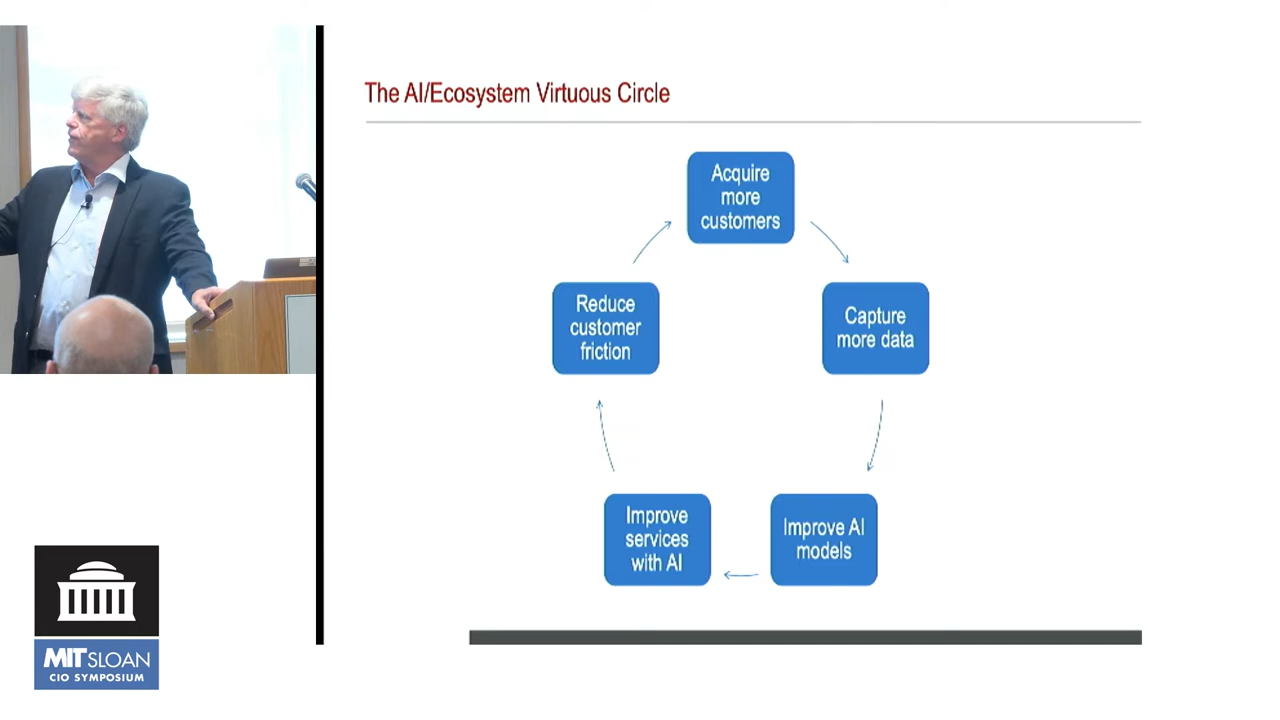 The AI/Ecosystem Virtuous Circle
Acquire
more
customers
Capture
more data
Improve AI
models
Improve
services
with AI
Reduce
customer
friction
MIT SLOAN
CIO SYMPOSIUM